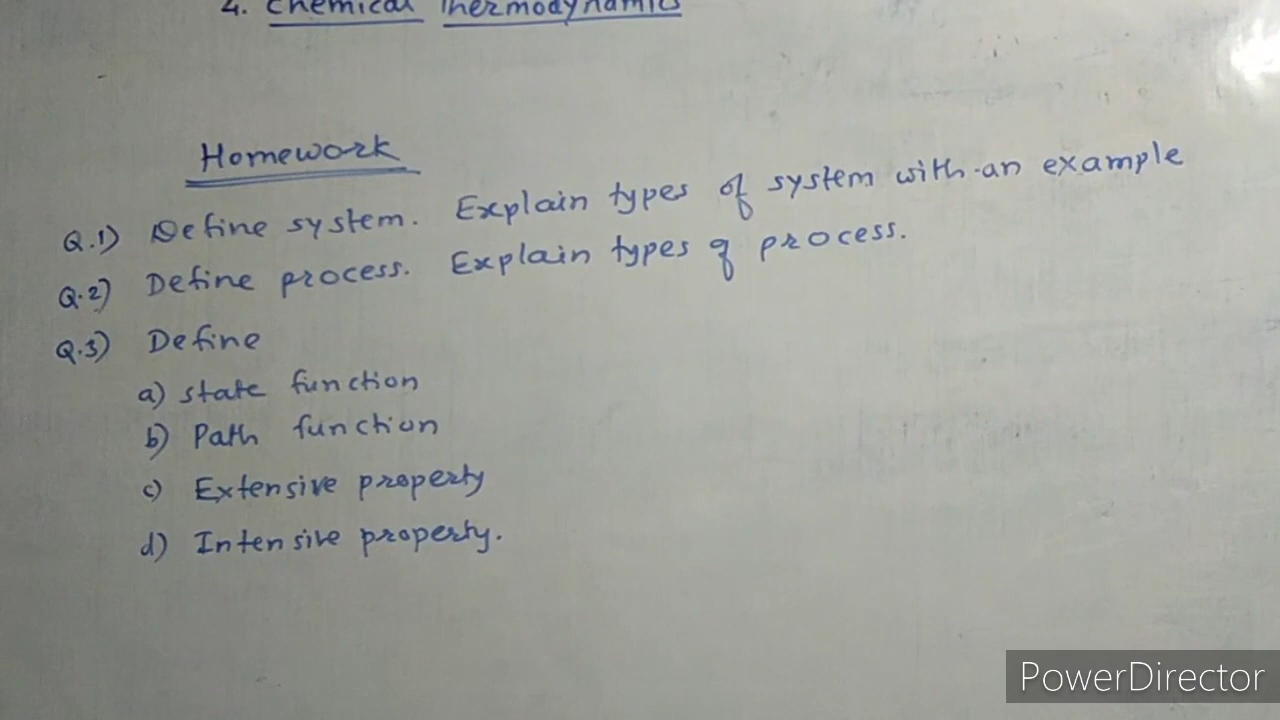 4. Chemical Thermodynamics
Homework
Q.1) Define system. Explain types of system with an example
Q.2) Define process. Explain types of process.
Q.3) Define
a) state function
b) Path function
c) Extensive property
d) Intensive property.
PowerDirector